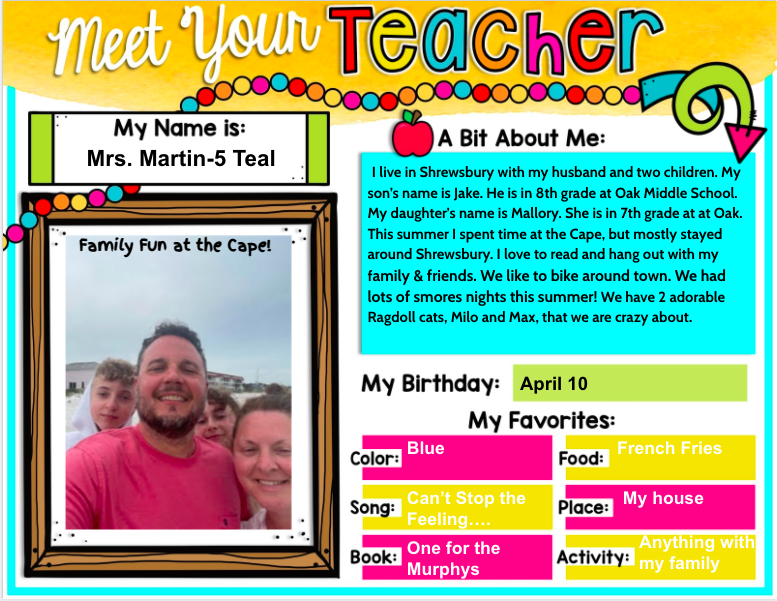 Meet Your Teacher
My Name is:
Mrs. Martin-5 Teal
Family Fun at the Cape!
A Bit About Me:
I live in Shrewsbury with my husband and two children. My
son's name is Jake. He is in 8th grade at Oak Middle School.
My daughter's name is Mallory. She is in 7th grade at at Oak.
This summer I spent time at the Cape, but mostly stayed
around Shrewsbury. I love to read and hang out with my
family & friends. We like to bike around town. We had
lots of smores nights this summer! We have 2 adorable
Ragdoll cats, Milo and Max, that we are crazy about.
My Birthday: April 10
My Favorites:
Color: Blue
Food: French Fries
Song: Can't Stop the
Feeling....
Place: My house
Book: One for the
Murphys
Activity: Anything with
my family